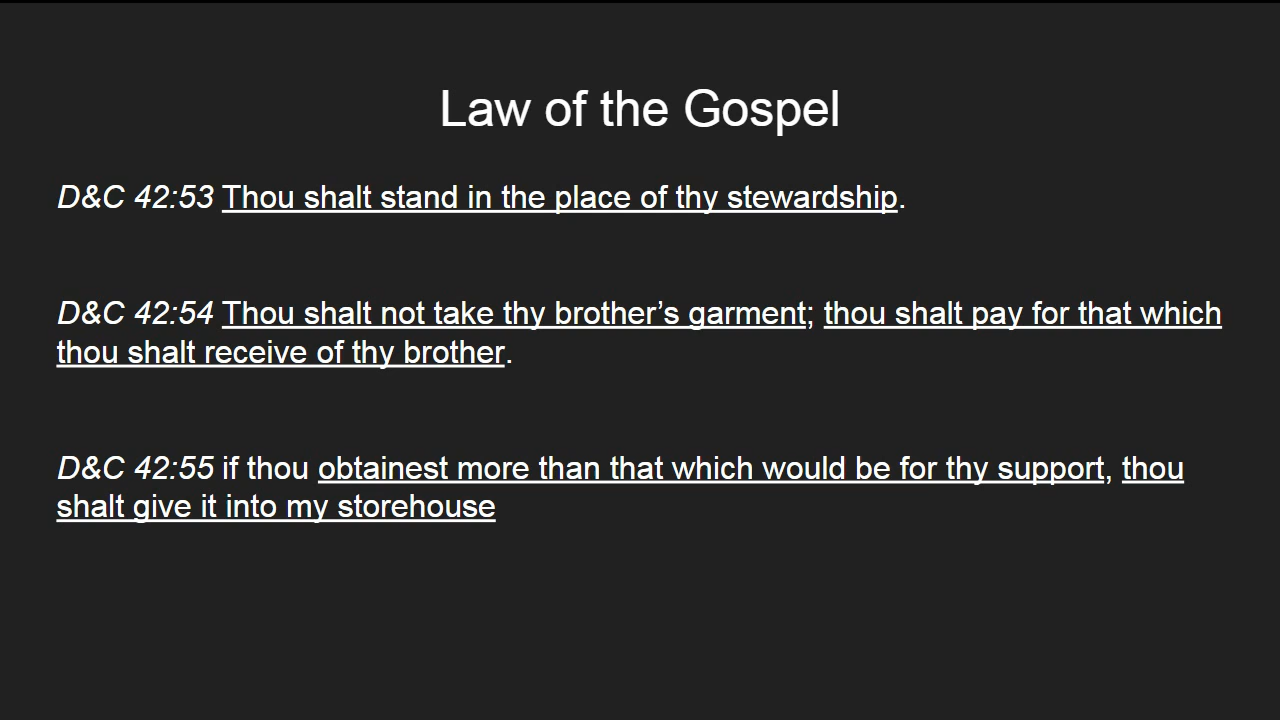 Law of the Gospel
D&C 42:53 Thou shalt stand in the place of thy stewardship.
D&C 42:54 Thou shalt not take thy brother’s garment; thou shalt pay for that which
thou shalt receive of thy brother.
D&C 42:55 if thou obtainest more than that which would be for thy support, thou
shalt give it into my storehouse